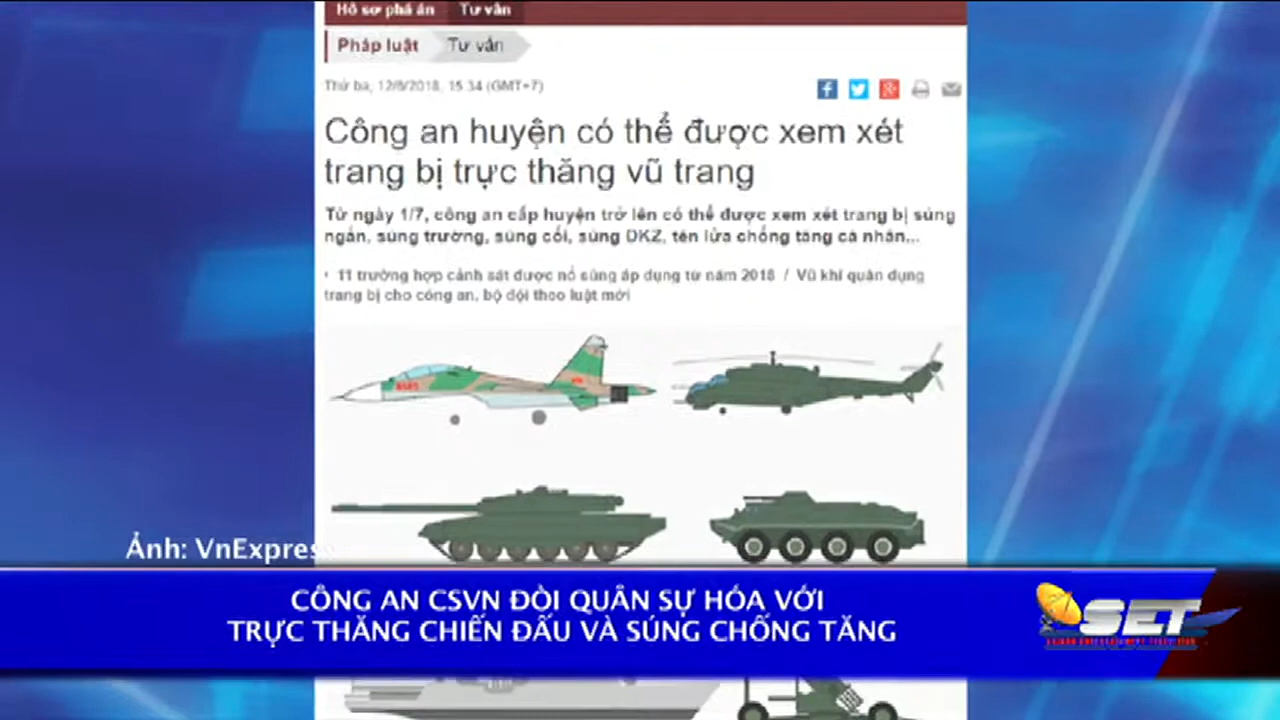 Hồ sơ phá án Tư vấn
Pháp luật Tư vấn
Thứ ba, 12/6/2018, 15:34 (GMT+7)
Công an huyện có thể được xem xét
trang bị trực thăng vũ trang
Từ ngày 1/7, công an cấp huyện trở lên có thể được xem xét trang bị súng
ngắn, súng trường, súng cối, súng ĐKZ, tên lửa chống tăng cá nhân...
11 trường hợp cảnh sát được nổ súng áp dụng từ năm 2018 / Vũ khí quân dụng
trang bị cho công an, bộ đội theo luật mới
Ảnh: VnExpres
CÔNG AN CSVN ĐÒI QUÂN SỰ HÓA VỚI
TRỰC THĂNG CHIẾN ĐẤU VÀ SÚNG CHỐNG TĂNG
SET